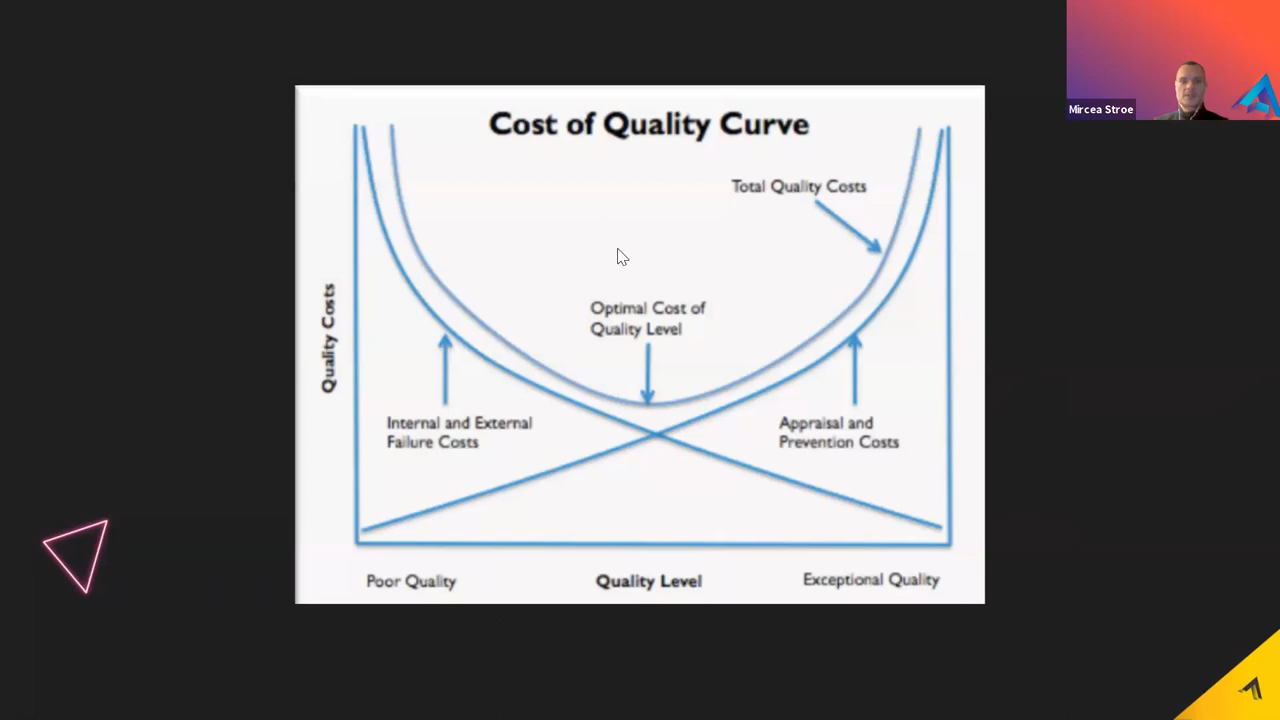 Mircea Stroe
Cost of Quality Curve
Total Quality Costs
Optimal Cost of
Quality Level
Quality Costs
Internal and External
Failure Costs
Appraisal and
Prevention Costs
Poor Quality
Quality Level
Exceptional Quality